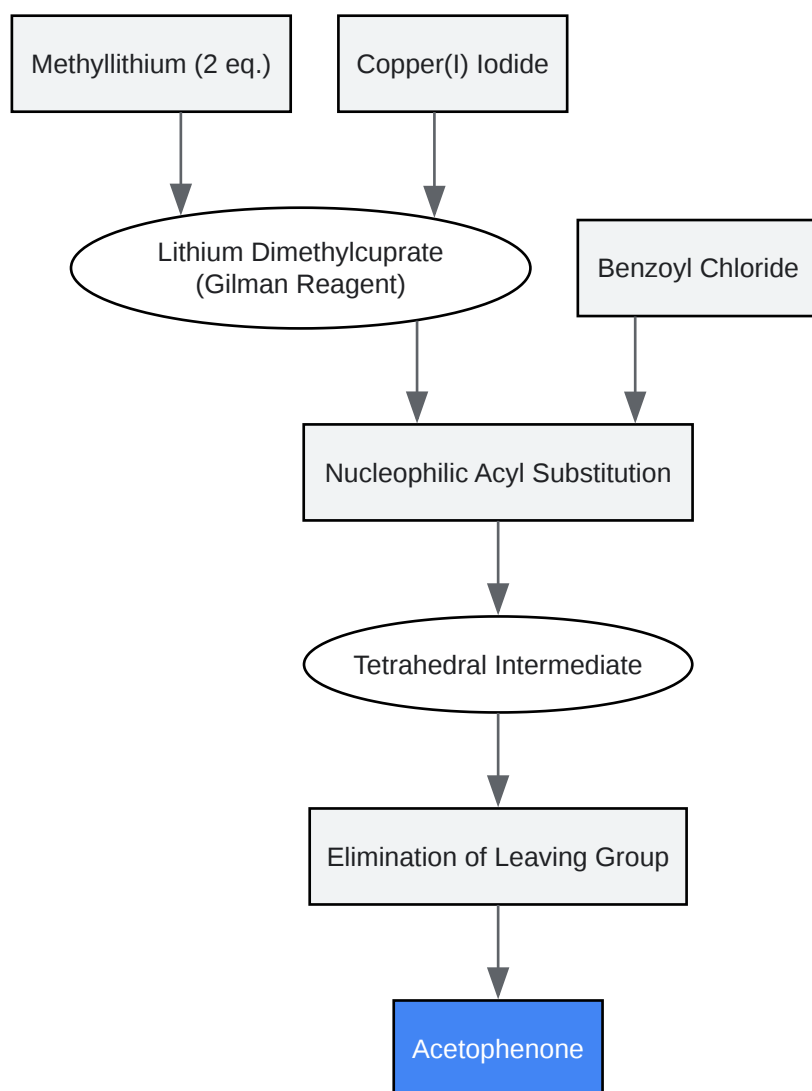 Methyllithium (2 eq.)
Copper(I) Iodide
Lithium Dimethylcuprate
(Gilman Reagent)
Benzoyl Chloride
Nucleophilic Acyl Substitution
Tetrahedral Intermediate
Elimination of Leaving Group
Acetophenone